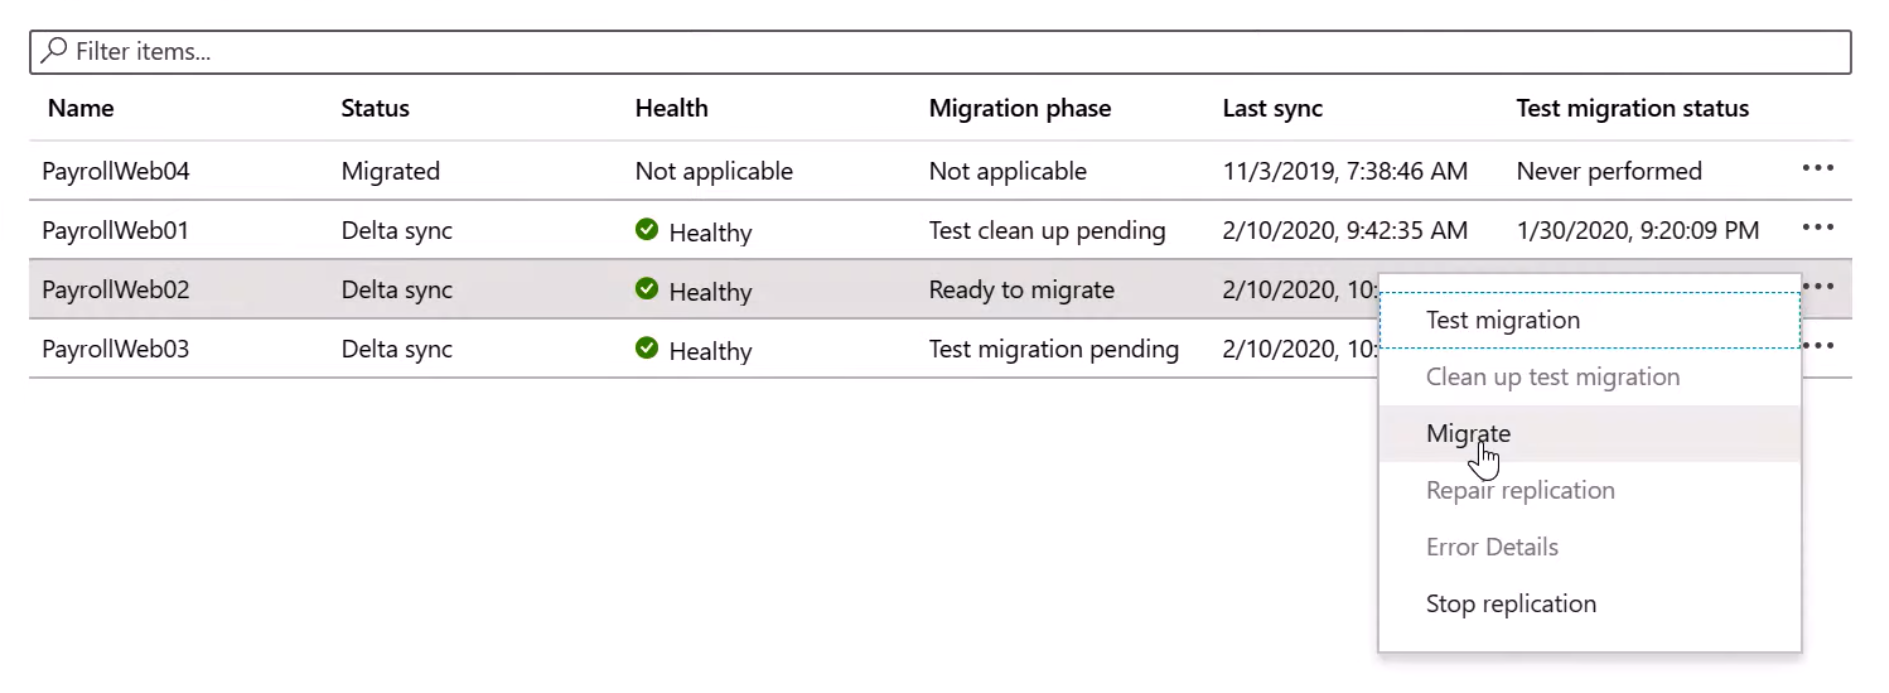 Filter items...
Name Status Health Migration phase Last sync Test migration status
PayrollWeb04 Migrated Not applicable Not applicable 11/3/2019, 7:38:46 AM Never performed
PayrollWeb01 Delta sync Healthy Test clean up pending 2/10/2020, 9:42:35 AM 1/30/2020, 9:20:09 PM
PayrollWeb02 Delta sync Healthy Ready to migrate 2/10/2020, 10:
PayrollWeb03 Delta sync Healthy Test migration pending 2/10/2020, 10:
Test migration
Clean up test migration
Migrate
Repair replication
Error Details
Stop replication